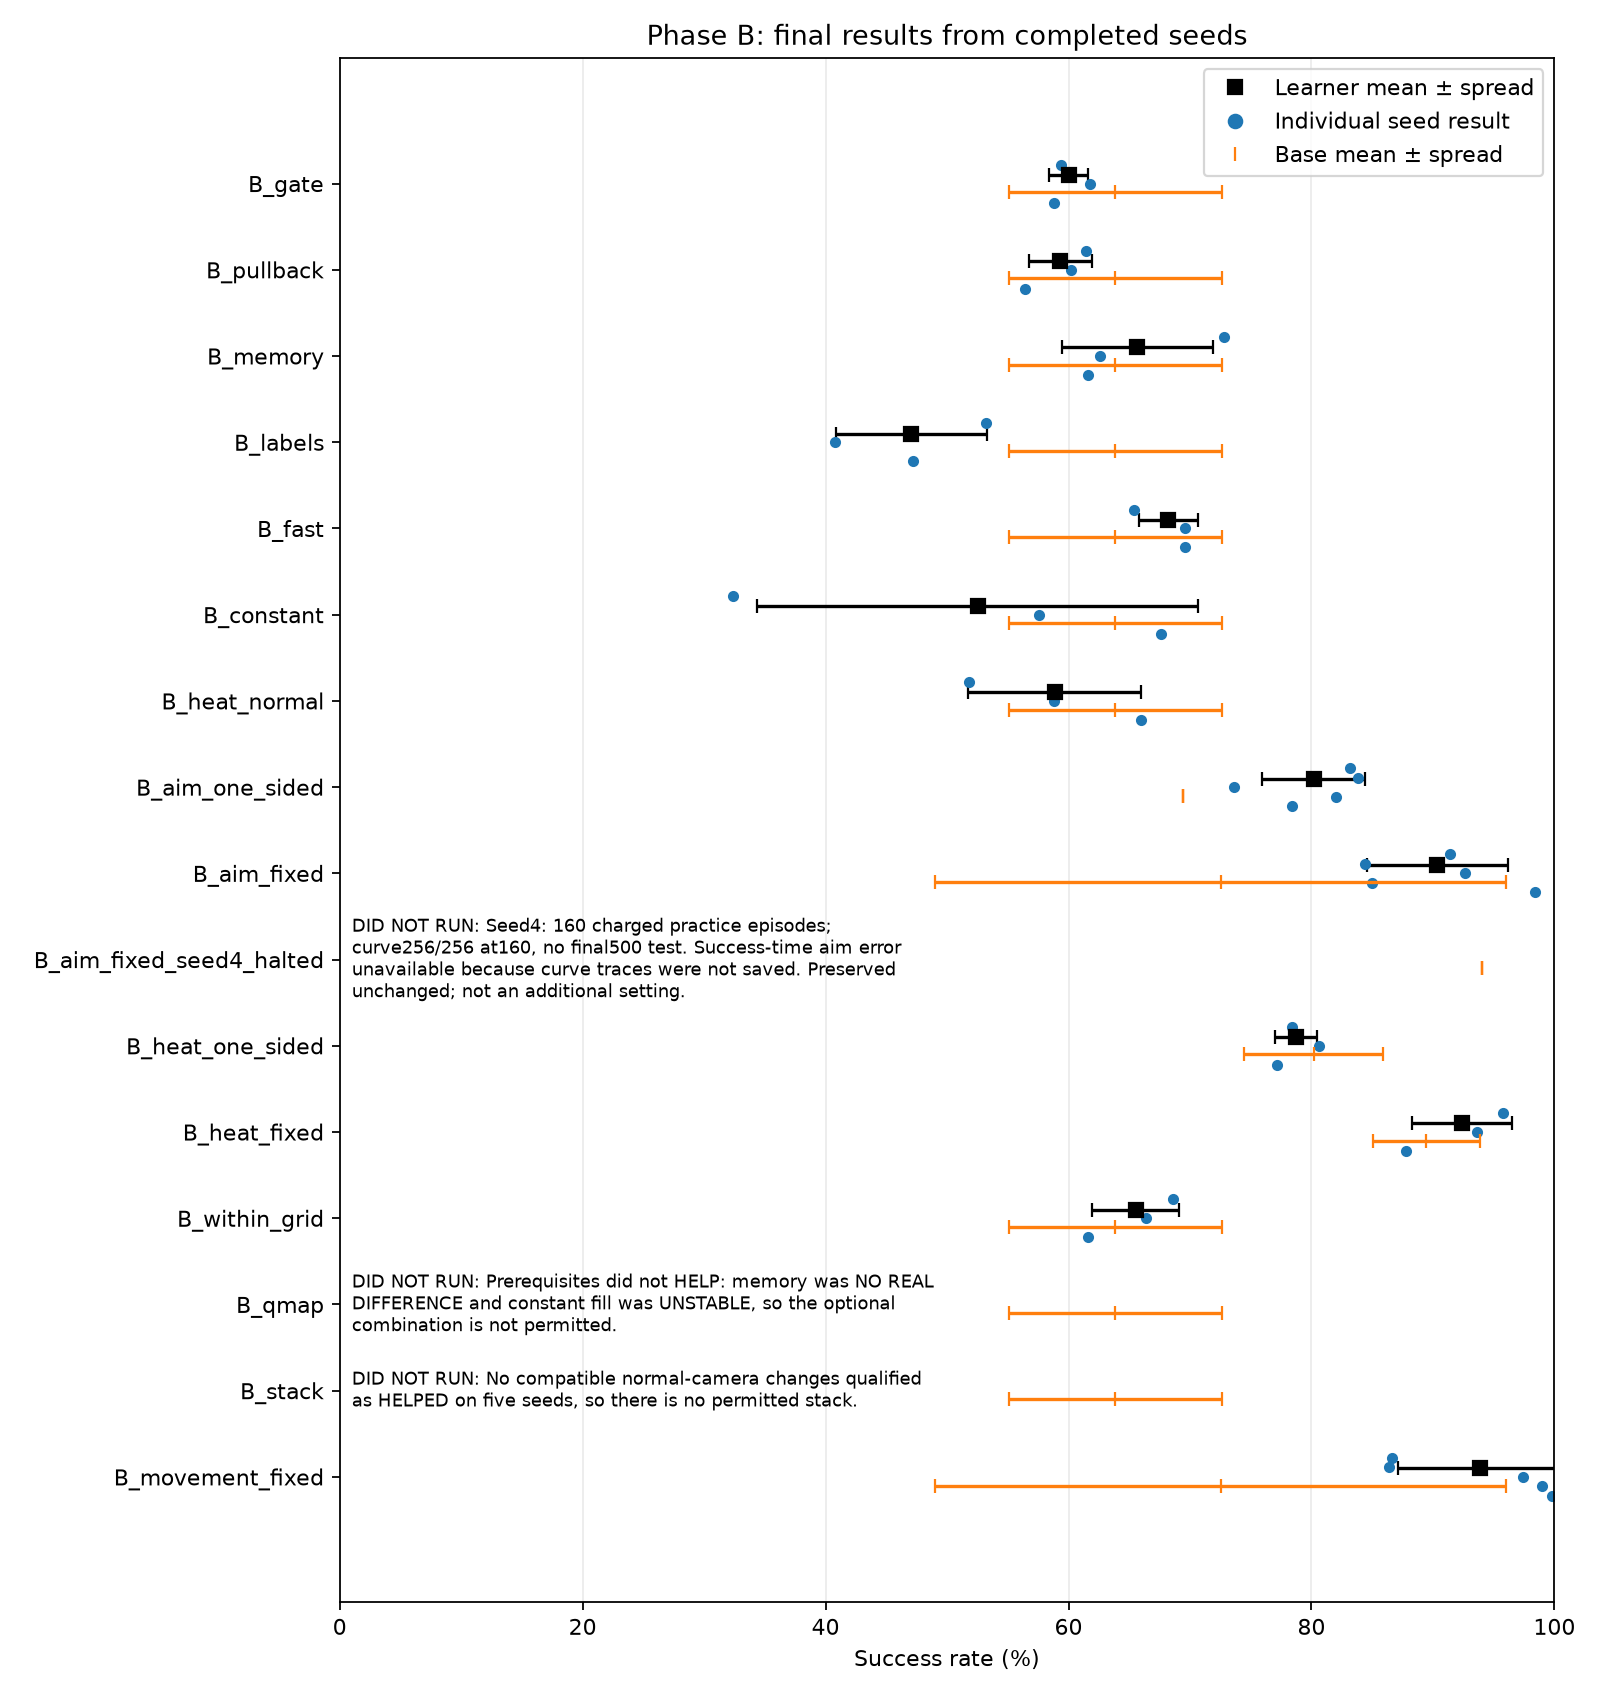 Phase B: final results from completed seeds
Learner mean ± spread
Individual seed result
Base mean ± spread
B_gate
B_pullback
B_memory
B_labels
B_fast
B_constant
B_heat_normal
B_aim_one_sided
B_aim_fixed
DID NOT RUN: Seed4: 160 charged practice episodes;
curve256/256 at160, no final500 test. Success-time aim error
unavailable because curve traces were not saved. Preserved
unchanged; not an additional setting.
B_aim_fixed_seed4_halted
B_heat_one_sided
B_heat_fixed
B_within_grid
DID NOT RUN: Prerequisites did not HELP: memory was NO REAL
DIFFERENCE and constant fill was UNSTABLE, so the optional
combination is not permitted.
B_qmap
DID NOT RUN: No compatible normal-camera changes qualified
as HELPED on five seeds, so there is no permitted stack.
B_stack
B_movement_fixed
0 20 40 60 80 100
Success rate (%)